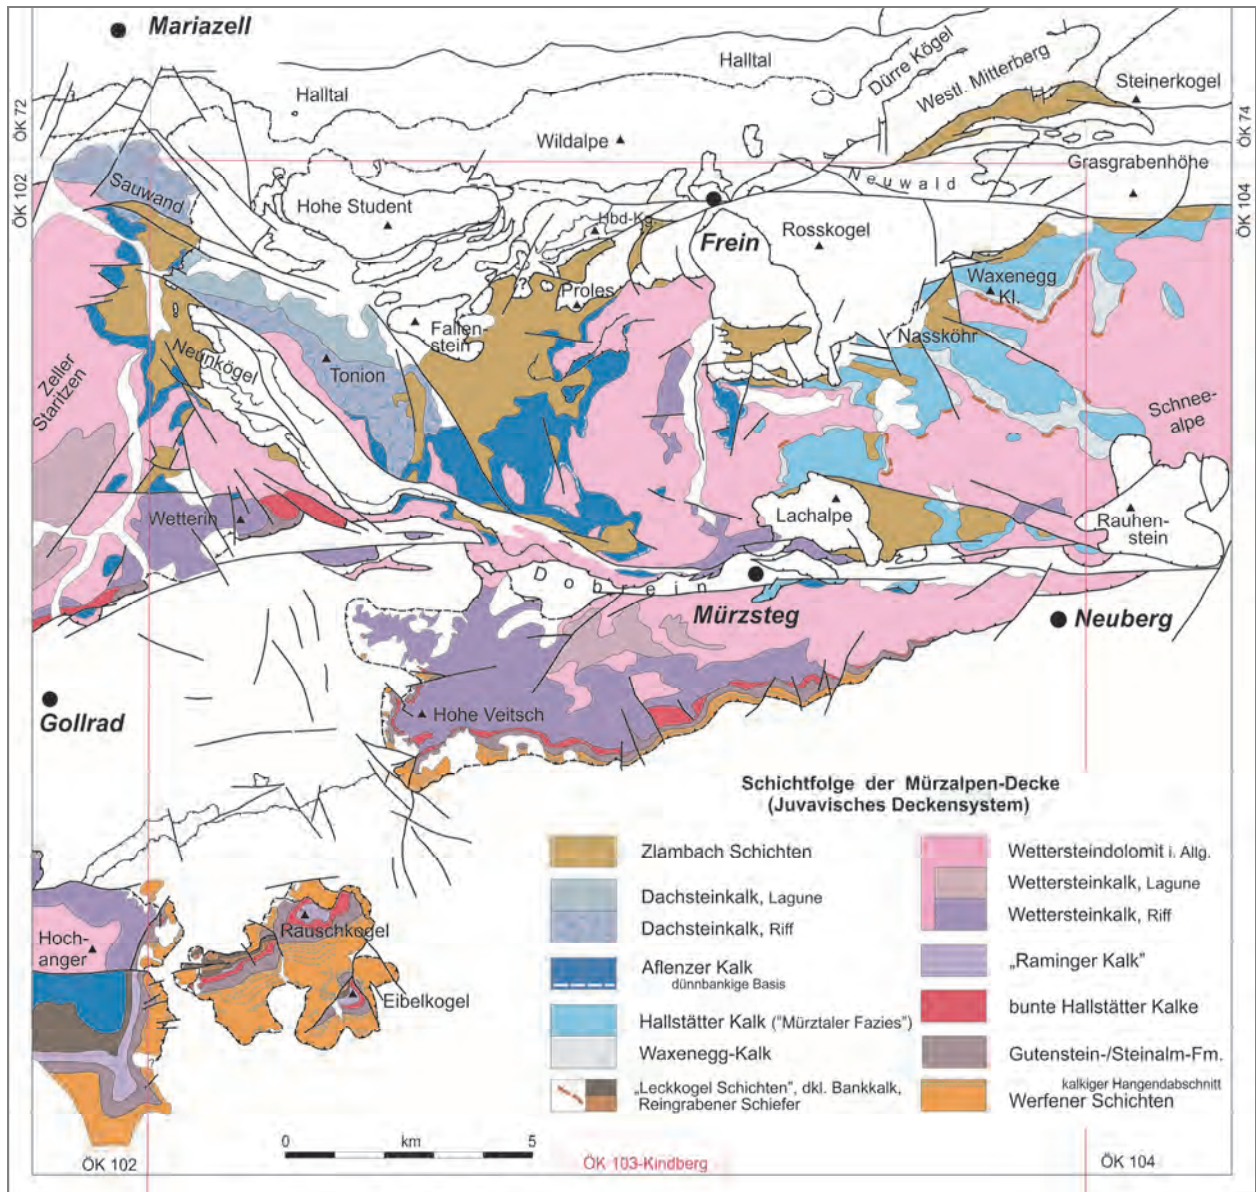 Mariazell
Halltal
Halltal
Dürre Kögel
Westl. Mitterberg
Steinerkogel
ÖK 72
ÖK 74
Wildalpe
ÖK 102
ÖK 104
Grasgrabenhöhe
Neuwald
Sauwand
Hohe Student
Hbd-Kg.
Frein
Rosskogel
Waxenegg
Kl.
?
Proles
Fallen-
stein
Nassköhr
Neunkögel
Tonion
Zeller
Staritzen
Schnee-
alpe
Wetterin
Lachalpe
Rauhen-
stein
Dobrein
Mürzsteg
Neuberg
Gollrad
Hohe Veitsch
Schichtfolge der Mürzalpen-Decke
(Juvavisches Deckensystem)
Zlambach Schichten
Dachsteinkalk, Lagune
Dachsteinkalk, Riff
Aflenzer Kalk
dünnbankige Basis
Hallstätter Kalk ("Mürztaler Fazies")
Waxenegg-Kalk
„Leckkogel Schichten", dkl. Bankkalk,
Reingrabener Schiefer
Wettersteindolomit i. Allg.
Wettersteinkalk, Lagune
Wettersteinkalk, Riff
„Raminger Kalk"
bunte Hallstätter Kalke
Gutenstein-/Steinalm-Fm.
kalkiger Hangendabschnitt
Werfener Schichten
Hoch-
anger
Rauschkogel
Eibelkogel
?
0 km 5
ÖK 102
ÖK 103-Kindberg
ÖK 104